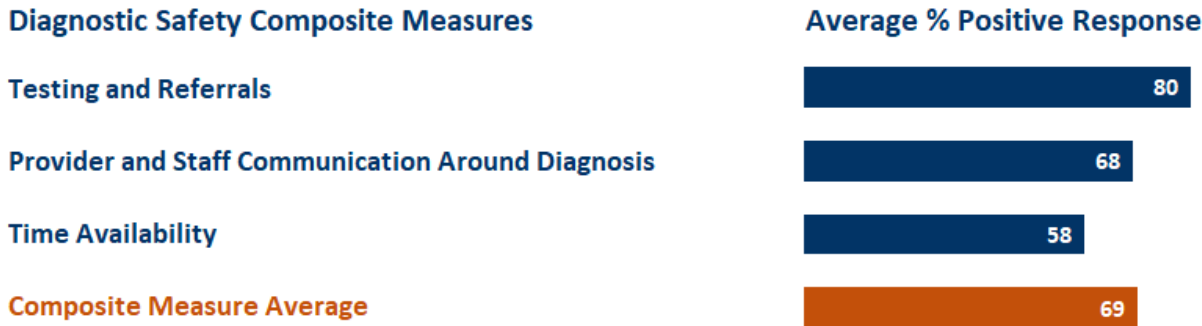 Diagnostic Safety Composite Measures Average % Positive Response
Testing and Referrals 80
Provider and Staff Communication Around Diagnosis 68
Time Availability 58
Composite Measure Average 69